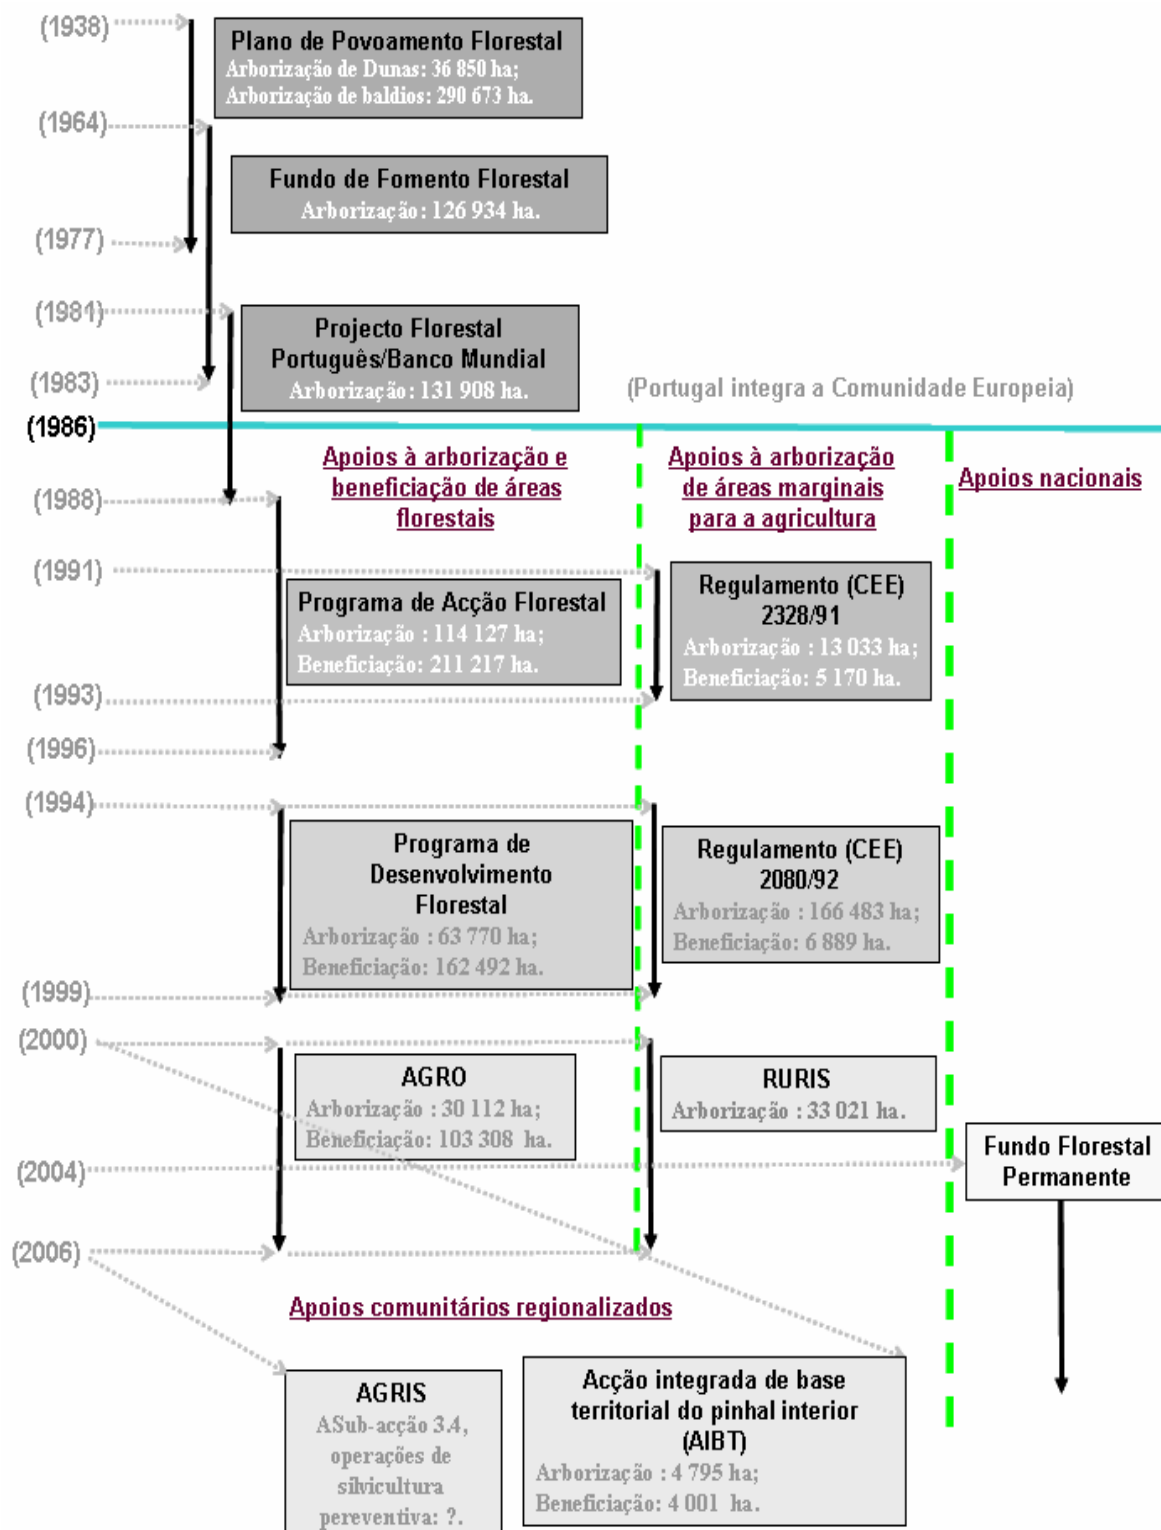 (1938)
Plano de Povoamento Florestal
Arborização de Dunas: 36 850 ha;
Arborização de baldios: 290 673 ha.
(1964)
Fundo de Fomento Florestal
Arborização: 126 934 ha.
(1977)
(1981)
Projecto Florestal
Português/Banco Mundial
Arborização: 131 908 ha.
(1983)
(Portugal integra a Comunidade Europeia)
(1986)
Apoios à arborização e
beneficiação de áreas
florestais
Apoios à arborização
de áreas marginais
para a agricultura
Apoios nacionais
(1988)
(1991)
Programa de Acção Florestal
Arborização : 114 127 ha;
Beneficiação: 211 217 ha.
Regulamento (CEE)
2328/91
Arborização : 13 033 ha;
Beneficiação: 5 170 ha.
(1993)
(1996)
(1994)
Programa de
Desenvolvimento
Florestal
Arborização : 63 770 ha;
Beneficiação: 162 492 ha.
Regulamento (CEE)
2080/92
Arborização : 166 483 ha;
Beneficiação: 6 889 ha.
(1999)
(2000)
AGRO
Arborização : 30 112 ha;
Beneficiação: 103 308 ha.
RURIS
Arborização : 33 021 ha.
(2004)
Fundo Florestal
Permanente
(2006)
Apoios comunitários regionalizados
AGRIS
ASub-acção 3.4,
operações de
silvicultura
pereventiva: ?.
Acção integrada de base
territorial do pinhal interior
(AIBT)
Arborização : 4 795 ha;
Beneficiação: 4 001 ha.